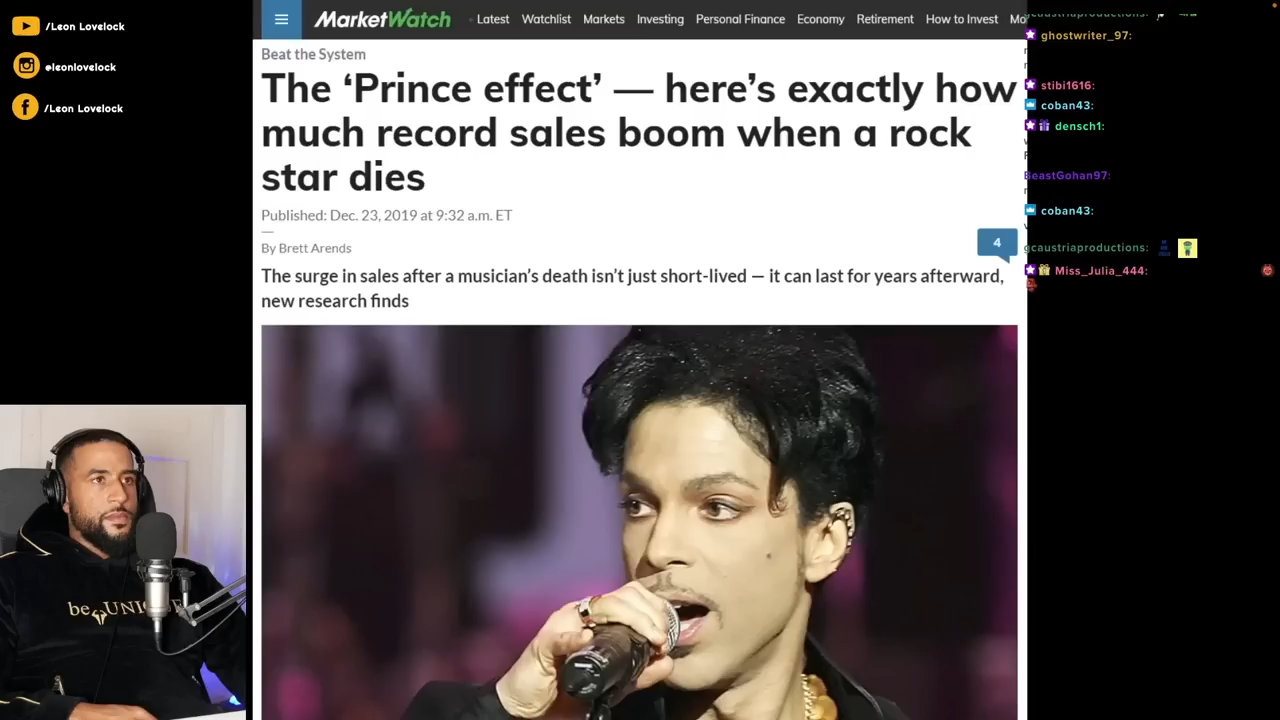 /Leon Lovelock
@leonlovelock
/Leon Lovelock
MarketWatch
Latest Watchlist Markets Investing Personal Finance Economy Retirement How to Invest
Beat the System
The ‘Prince effect’ — here’s exactly how
much record sales boom when a rock
star dies
Published: Dec. 23, 2019 at 9:32 a.m. ET
By Brett Arends
4
The surge in sales after a musician’s death isn’t just short-lived — it can last for years afterward,
new research finds
be UNIQUE
gcaustriaproductions:
ghostwriter_97:
stibi1616:
coban43:
densch1:
BeastGohan97:
coban43:
gcaustriaproductions:
Miss_Julia_444: